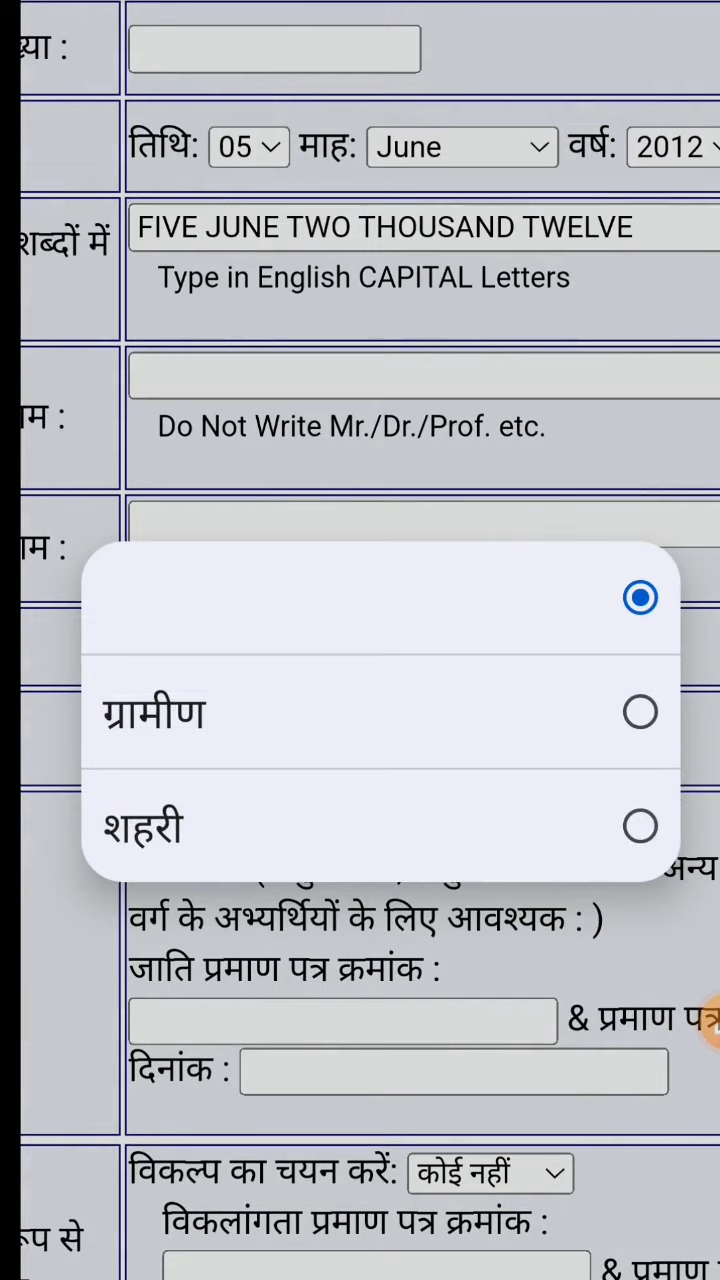 तिथि: 05 माह: June वर्ष: 2012
शब्दों में
FIVE JUNE TWO THOUSAND TWELVE
Type in English CAPITAL Letters
Do Not Write Mr./Dr./Prof. etc.
ग्रामीण
शहरी
अन्य
वर्ग के अभ्यर्थियों के लिए आवश्यक : )
जाति प्रमाण पत्र क्रमांक :
& प्रमाण पत्र
दिनांक :
विकल्प का चयन करें: कोई नहीं
विकलांगता प्रमाण पत्र क्रमांक :
से
& प्रमाण